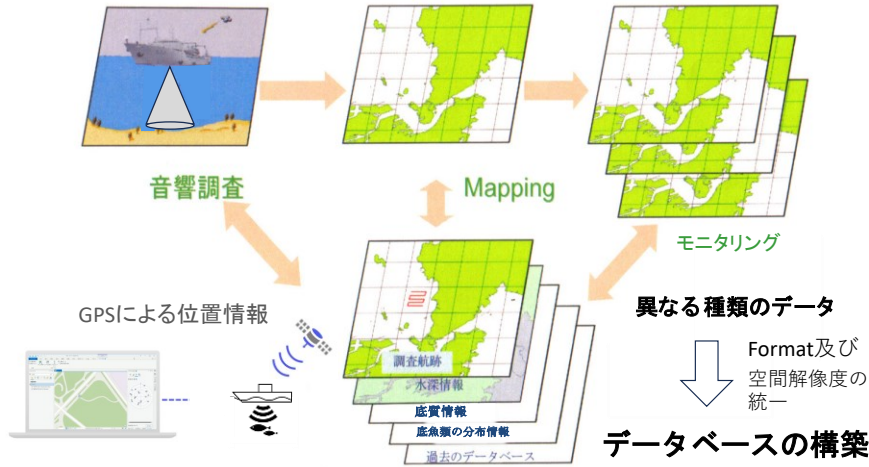 音響調査
Mapping
モニタリング
GPSによる位置情報
調査航跡
水深情報
底質情報
底魚類の分布情報
過去のデータベース
異なる種類のデータ
Format及び
空間解像度の
統一
データベースの構築